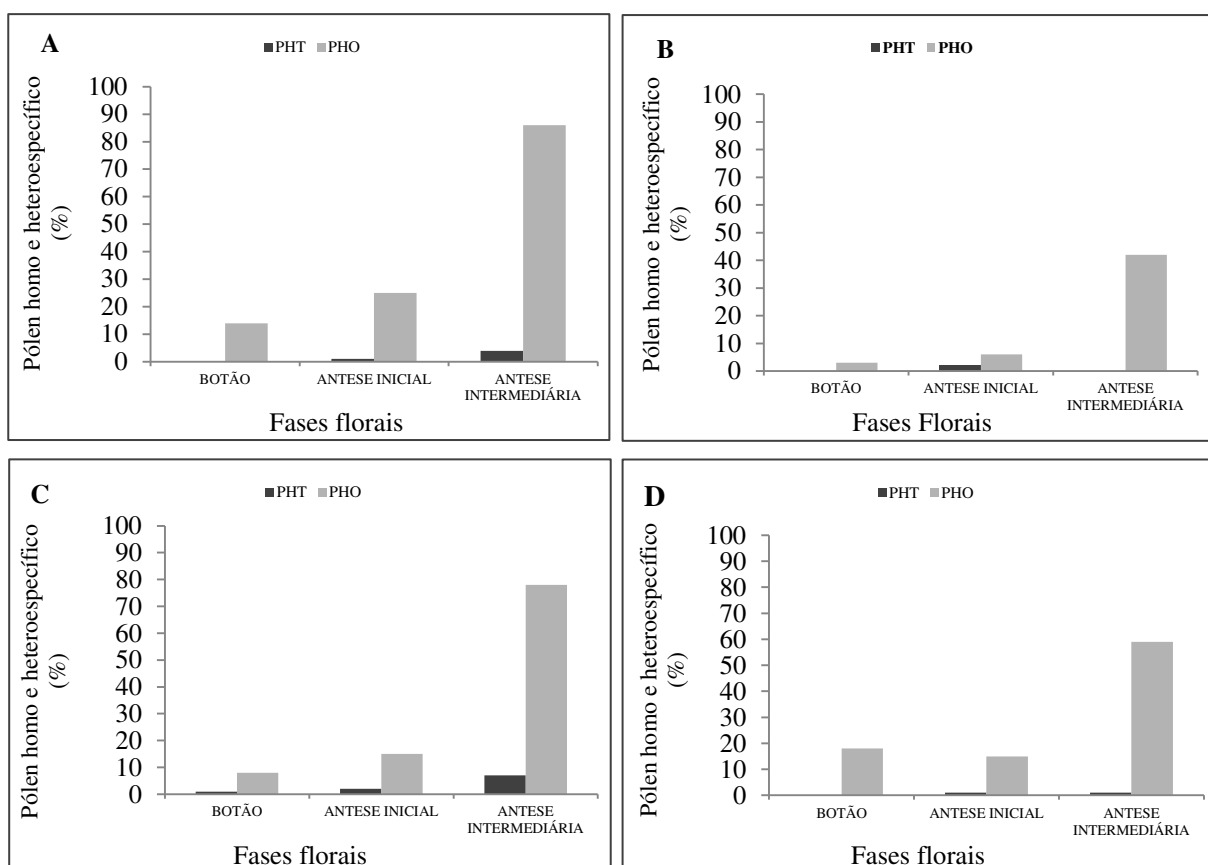 A
PHT PHO
Pólen homo e heteroespecífico
(%)
100
90
80
70
60
50
40
30
20
10
0
BOTÃO ANTESE INICIAL ANTESE
INTERMEDIÁRIA
Fases florais
B
PHT PHO
Pólen homo e heteroespecífico
(%)
100
90
80
70
60
50
40
30
20
10
0
BOTÃO ANTESE INICIAL ANTESE
INTERMEDIÁRIA
Fases Florais
C
PHT PHO
Pólen homo e heteroespecífico
(%)
100
90
80
70
60
50
40
30
20
10
0
BOTÃO ANTESE INICIAL ANTESE
INTERMEDIÁRIA
Fases florais
D
PHT PHO
Pólen homo e heteroespecífico
(%)
100
90
80
70
60
50
40
30
20
10
0
BOTÃO ANTESE INICIAL ANTESE
INTERMEDIÁRIA
Fases florais